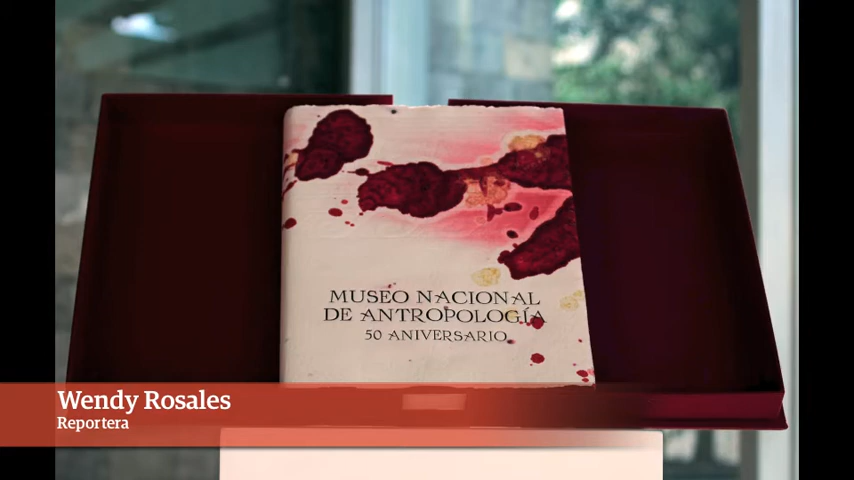 MUSEO NACIONAL
DE ANTROPOLOGÍA
50 ANIVERSARIO
Wendy Rosales
Reportera